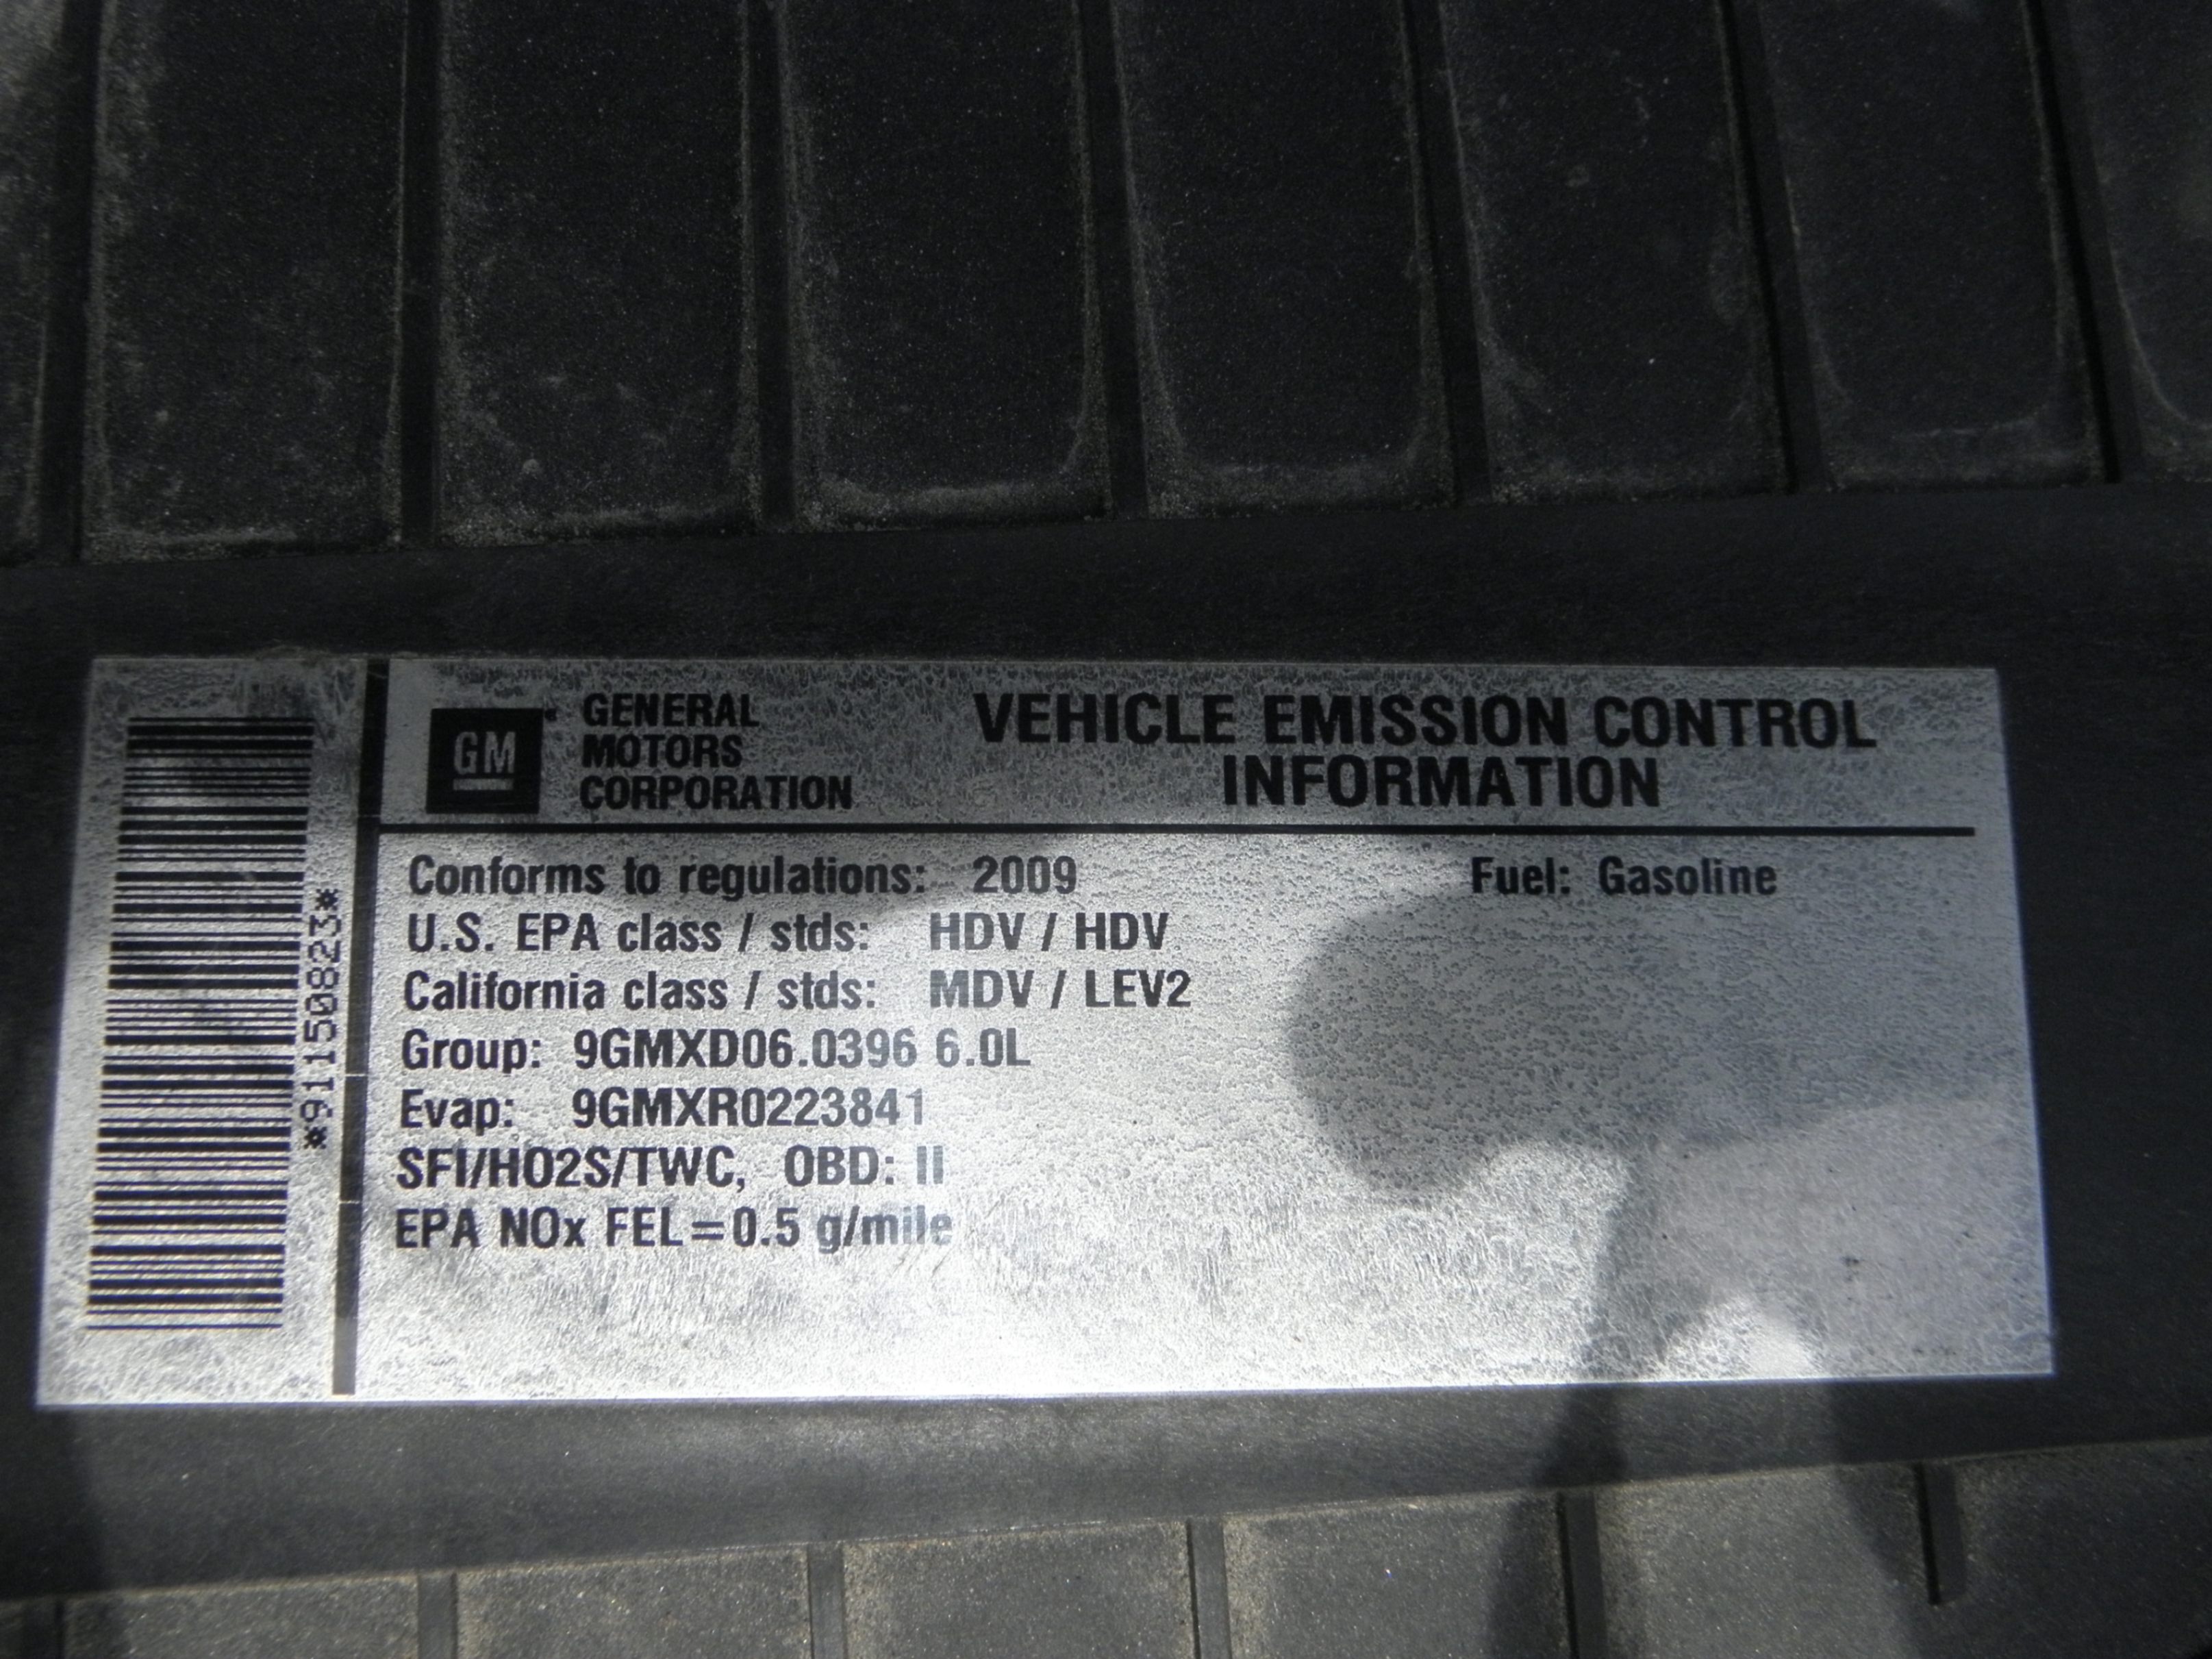 GM
GENERAL
MOTORS
CORPORATION
VEHICLE EMISSION CONTROL
INFORMATION
*91150823*
Conforms to regulations: 2009 Fuel: Gasoline
U.S. EPA class / stds: HDV / HDV
California class / stds: MDV / LEV2
Group: 9GMXD06.0396 6.0L
Evap: 9GMXR0223841
SFI/HO2S/TWC, OBD: II
EPA NOx FEL=0.5 g/mile